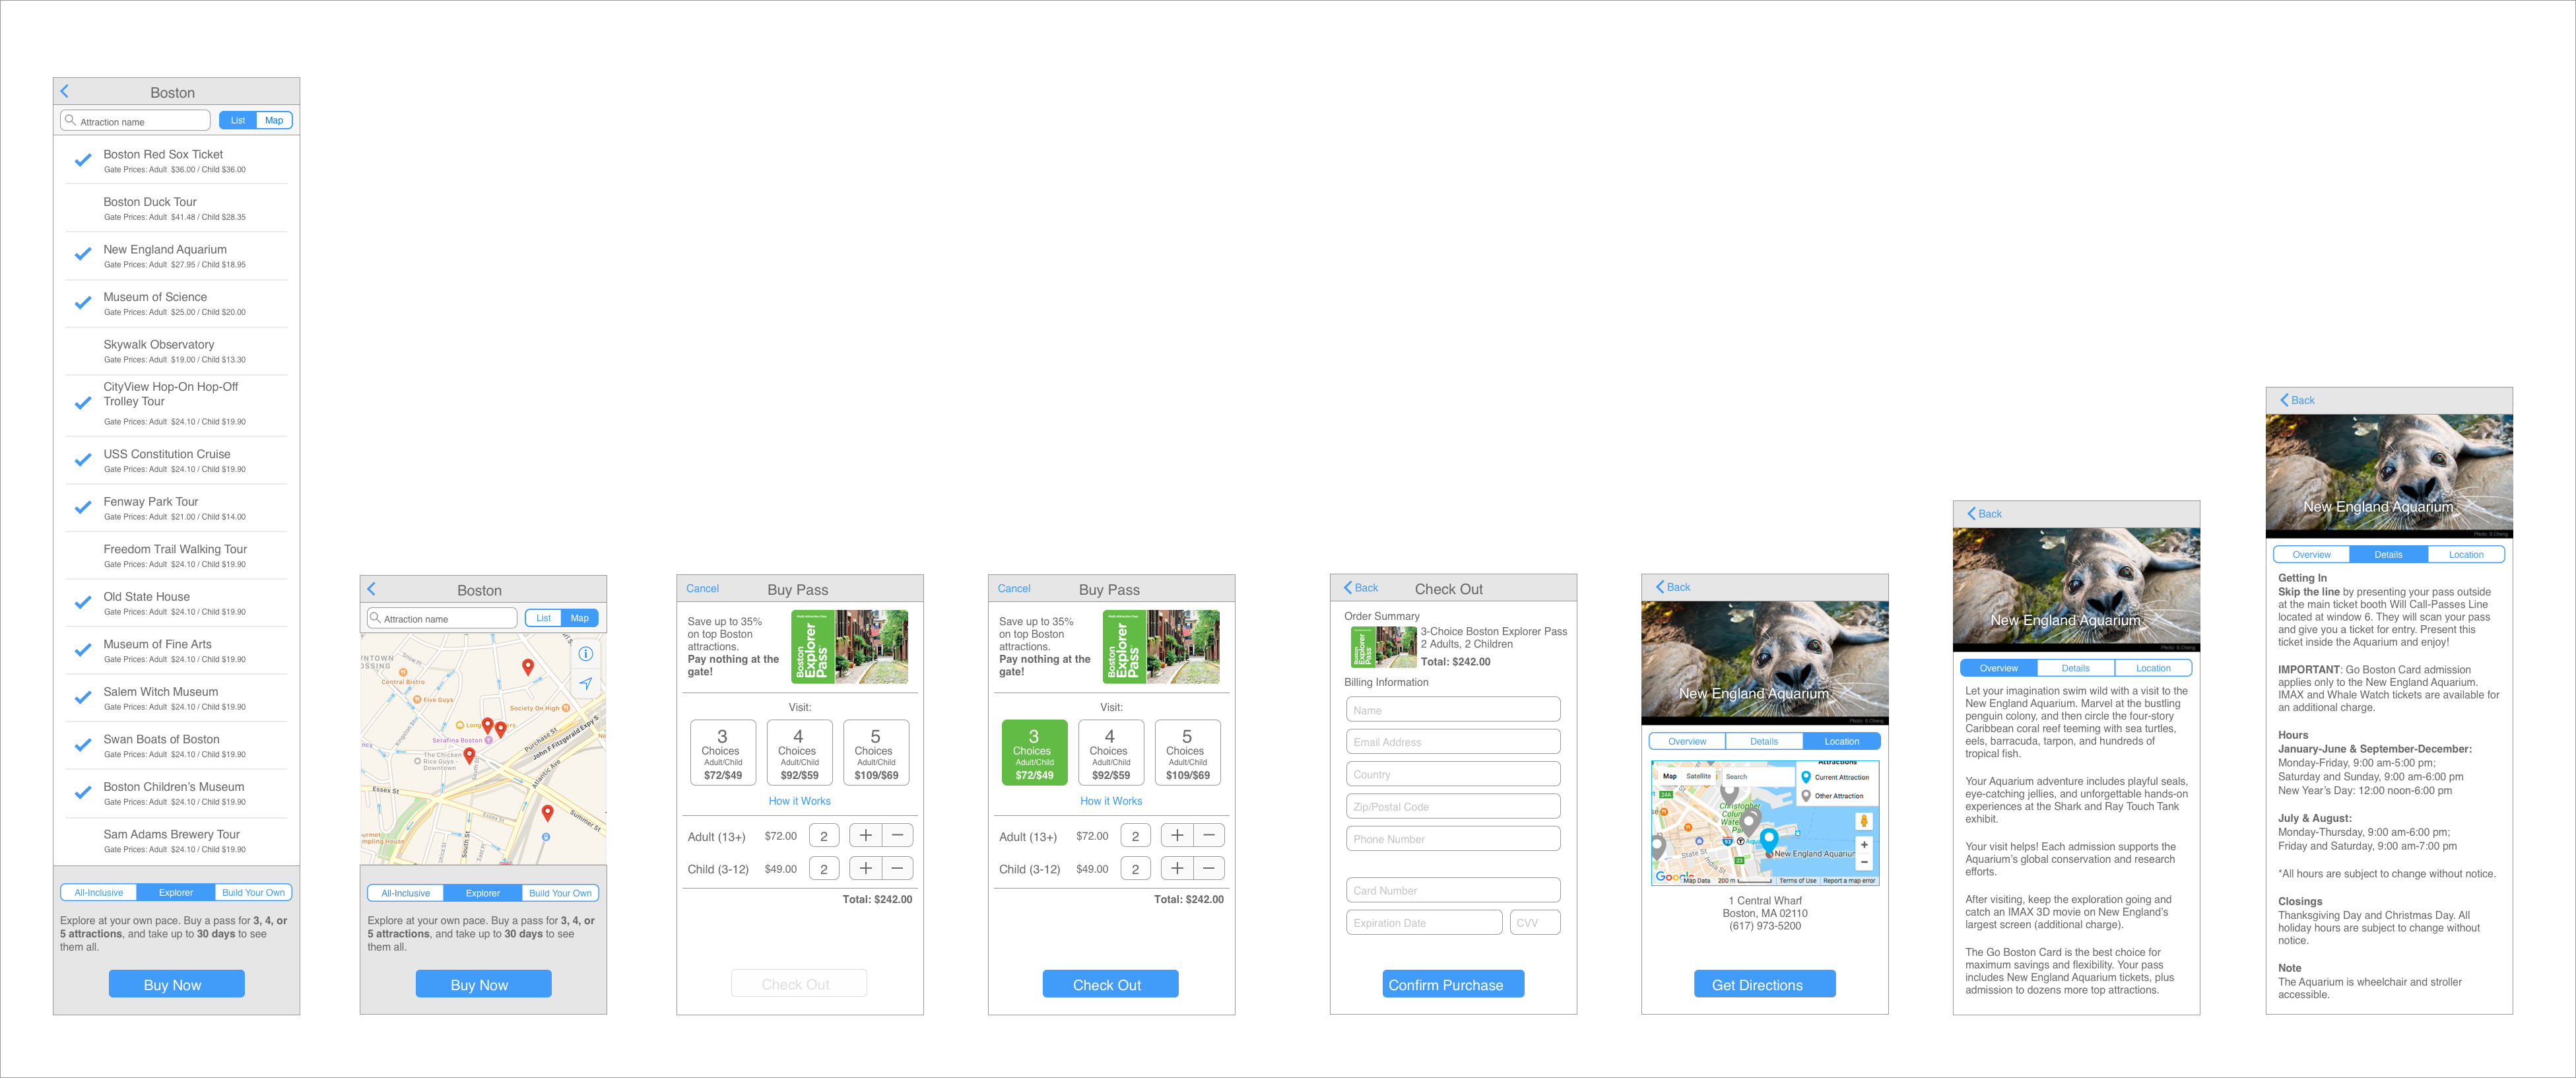 Boston
Attraction name
List
Map
Boston Red Sox Ticket
Gate Prices: Adult $36.00 / Child $36.00
Boston Duck Tour
Gate Prices: Adult $41.48 / Child $28.35
New England Aquarium
Gate Prices: Adult $27.95 / Child $18.95
Museum of Science
Gate Prices: Adult $25.00 / Child $20.00
Skywalk Observatory
Gate Prices: Adult $19.00 / Child $13.30
CityView Hop-On Hop-Off
Trolley Tour
Gate Prices: Adult $24.10 / Child $19.90
USS Constitution Cruise
Gate Prices: Adult $24.10 / Child $19.90
Fenway Park Tour
Gate Prices: Adult $21.00 / Child $14.00
Freedom Trail Walking Tour
Gate Prices: Adult $24.10 / Child $19.90
Old State House
Gate Prices: Adult $24.10 / Child $19.90
Museum of Fine Arts
Gate Prices: Adult $24.10 / Child $19.90
Salem Witch Museum
Gate Prices: Adult $24.10 / Child $19.90
Swan Boats of Boston
Gate Prices: Adult $24.10 / Child $19.90
Boston Children's Museum
Gate Prices: Adult $24.10 / Child $19.90
Sam Adams Brewery Tour
Gate Prices: Adult $24.10 / Child $19.90
All-Inclusive
Explorer
Build Your Own
Explore at your own pace. Buy a pass for 3, 4, or
5 attractions, and take up to 30 days to see
them all.
Buy Now
Boston
Attraction name
List
Map
Central Bistro
Five Guys
Society On High
Serafina Boston
The Chicken
Rice Guys -
Downtown
Purchase St
John F Fitzgerald Expy S
Atlantic Ave
Essex St
South St
Summer St
All-Inclusive
Explorer
Build Your Own
Explore at your own pace. Buy a pass for 3, 4, or
5 attractions, and take up to 30 days to see
them all.
Buy Now
Cancel
Buy Pass
Save up to 35%
on top Boston
attractions.
Pay nothing at the
gate!
Boston
Explorer
Pass
Visit:
3
Choices
Adult/Child
$72/$49
4
Choices
Adult/Child
$92/$59
5
Choices
Adult/Child
$109/$69
How it Works
Adult (13+) $72.00 2
Child (3-12) $49.00 2
Total: $242.00
Check Out
Cancel
Buy Pass
Save up to 35%
on top Boston
attractions.
Pay nothing at the
gate!
Boston
Explorer
Pass
Visit:
3
Choices
Adult/Child
$72/$49
4
Choices
Adult/Child
$92/$59
5
Choices
Adult/Child
$109/$69
How it Works
Adult (13+) $72.00 2
Child (3-12) $49.00 2
Total: $242.00
Check Out
Back
Check Out
Order Summary
Boston
Explorer
Pass
3-Choice Boston Explorer Pass
2 Adults, 2 Children
Total: $242.00
Billing Information
Name
Email Address
Country
Zip/Postal Code
Phone Number
Card Number
Expiration Date
CVV
Confirm Purchase
Back
New England Aquarium
Photo: S.Cheng
Overview
Details
Location
Map
Satellite
Search
Attractions
Current Attraction
Other Attraction
Christopher
State St
India St
New England Aquarium
Google
Map Data
200 m
Terms of Use
Report a map error
1 Central Wharf
Boston, MA 02110
(617) 973-5200
Get Directions
Back
New England Aquarium
Photo: S.Cheng
Overview
Details
Location
Let your imagination swim wild with a visit to the
New England Aquarium. Marvel at the bustling
penguin colony, and then circle the four-story
Caribbean coral reef teeming with sea turtles,
eels, barracuda, tarpon, and hundreds of
tropical fish.
Your Aquarium adventure includes playful seals,
eye-catching jellies, and unforgettable hands-on
experiences at the Shark and Ray Touch Tank
exhibit.
Your visit helps! Each admission supports the
Aquarium's global conservation and research
efforts.
After visiting, keep the exploration going and
catch an IMAX 3D movie on New England's
largest screen (additional charge).
The Go Boston Card is the best choice for
maximum savings and flexibility. Your pass
includes New England Aquarium tickets, plus
admission to dozens more top attractions.
Back
New England Aquarium
Photo: S.Cheng
Overview
Details
Location
Getting In
Skip the line by presenting your pass outside
at the main ticket booth Will Call-Passes Line
located at window 6. They will scan your pass
and give you a ticket for entry. Present this
ticket inside the Aquarium and enjoy!
IMPORTANT: Go Boston Card admission
applies only to the New England Aquarium.
IMAX and Whale Watch tickets are available for
an additional charge.
Hours
January-June & September-December:
Monday-Friday, 9:00 am-5:00 pm;
Saturday and Sunday, 9:00 am-6:00 pm
New Year's Day: 12:00 noon-6:00 pm
July & August:
Monday-Thursday, 9:00 am-6:00 pm;
Friday and Saturday, 9:00 am-7:00 pm
*All hours are subject to change without notice.
Closings
Thanksgiving Day and Christmas Day. All
holiday hours are subject to change without
notice.
Note
The Aquarium is wheelchair and stroller
accessible.